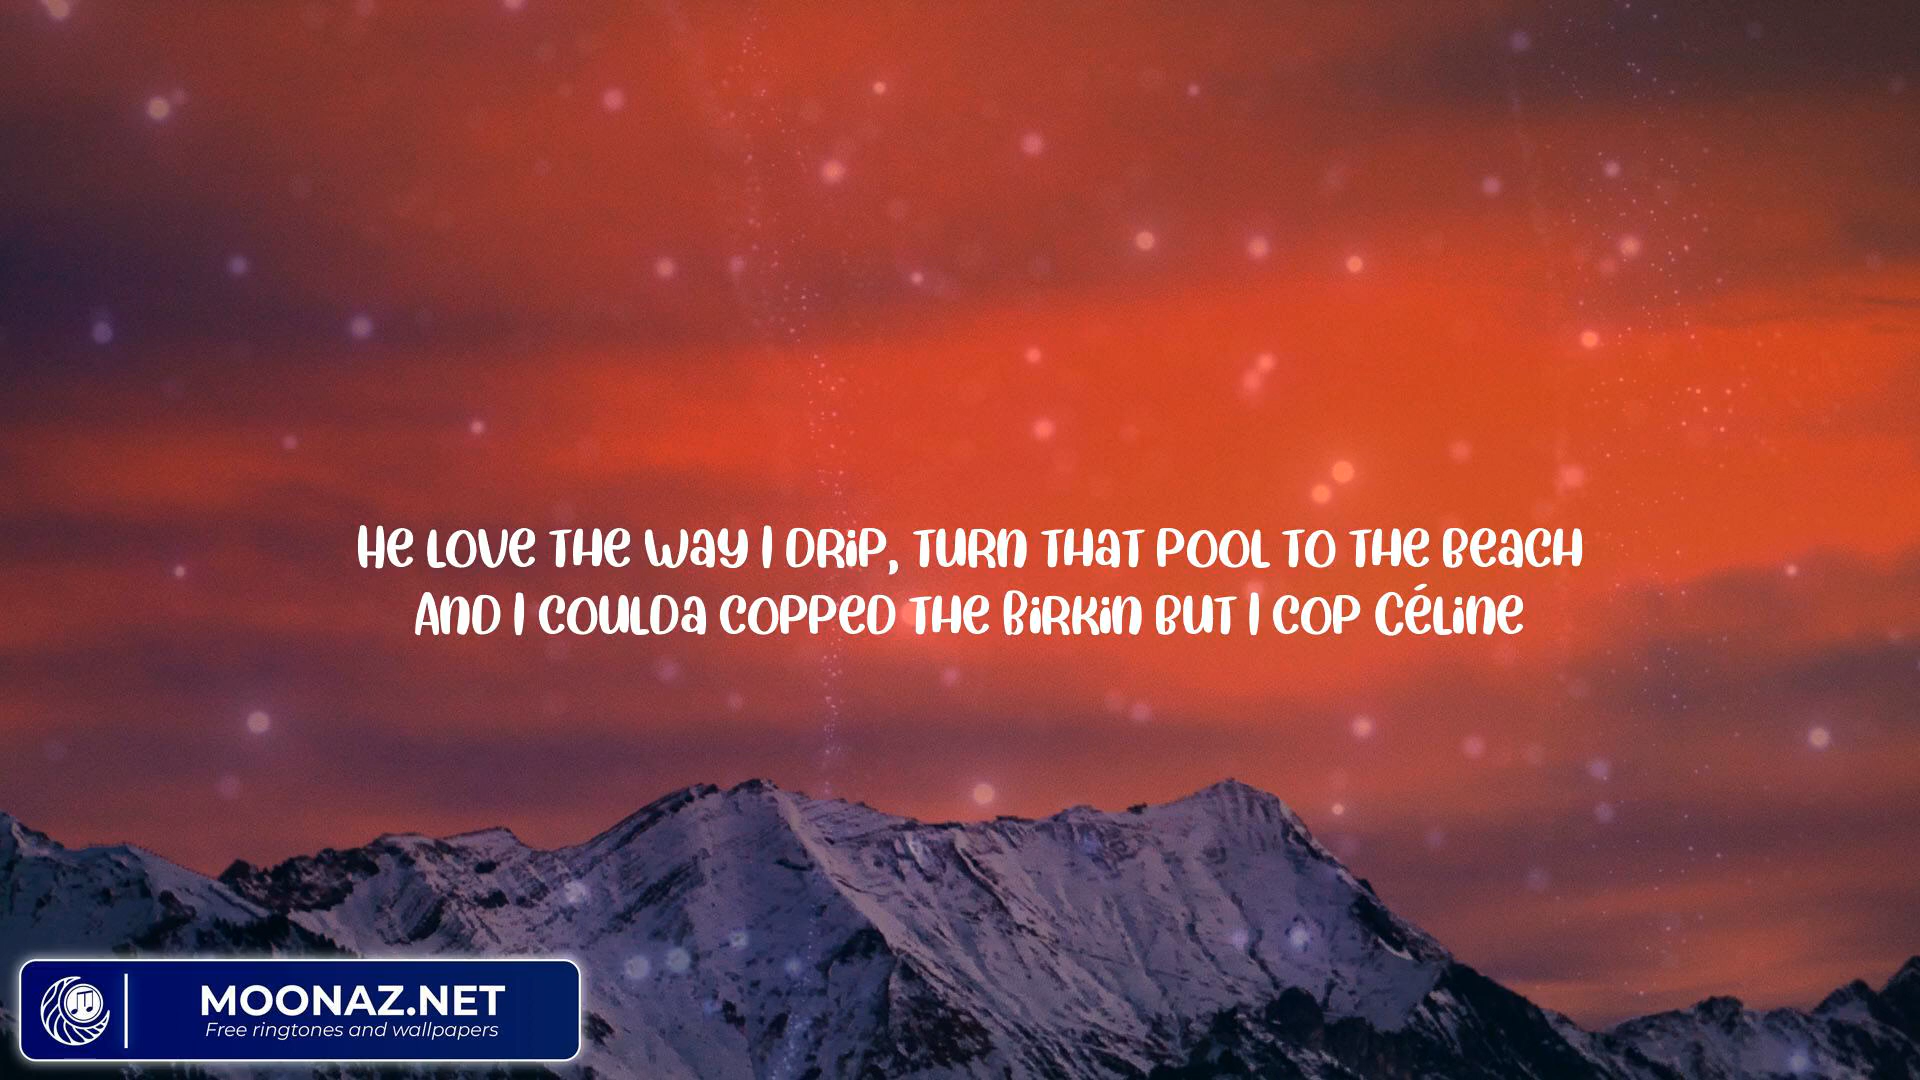 He love the way I drip, turn that pool to the beach
And I coulda copped the Birkin but I cop Céline
MOONAZ.NET
Free ringtones and wallpapers